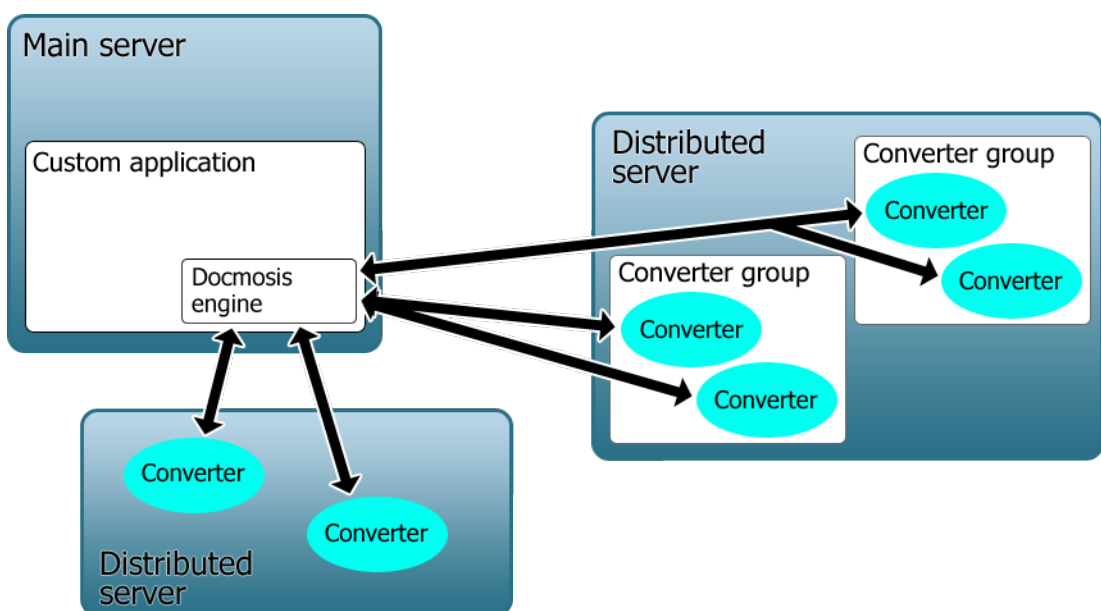 Main server
Custom application
Docmosis
engine
Distributed
server
Converter group
Converter
Converter
Converter group
Converter
Converter
Converter
Converter
Distributed
server